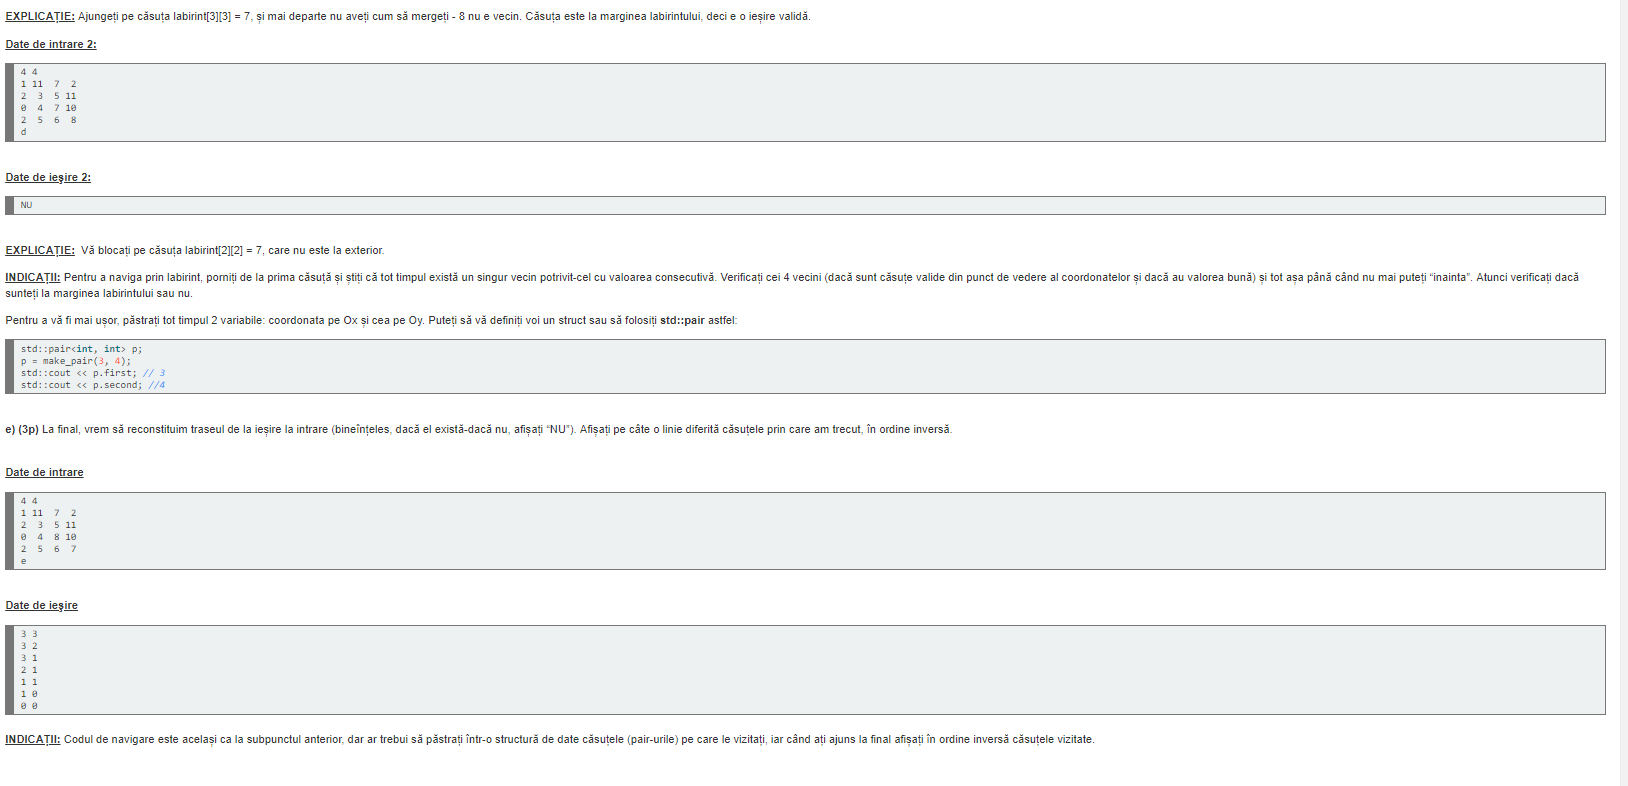 EXPLICAȚIE: Ajungeți pe căsuța labirint[3][3] = 7, și mai departe nu aveți cum să mergeți - 8 nu e vecin. Căsuța este la marginea labirintului, deci e o ieșire validă.
Date de intrare 2:
4 4
1 11  7  2
2  3  5 11
0  4  7 10
2  5  6  8
d
Date de ieșire 2:
NU
EXPLICAȚIE:  Vă blocați pe căsuța labirint[2][2] = 7, care nu este la exterior.
INDICAȚII: Pentru a naviga prin labirint, porniți de la prima căsuță și știți că tot timpul există un singur vecin potrivit-cel cu valoarea consecutivă. Verificați cei 4 vecini (dacă sunt căsuțe valide din punct de vedere al coordonatelor și dacă au valorea bună) și tot așa până când nu mai puteți “inainta”. Atunci verificați dacă
sunteți la marginea labirintului sau nu.
Pentru a vă fi mai ușor, păstrați tot timpul 2 variabile: coordonata pe Ox și cea pe Oy. Puteți să vă definiți voi un struct sau să folosiți std::pair astfel:
std::pair<int, int> p;
p = make_pair(3, 4);
std::cout << p.first; // 3
std::cout << p.second; //4
e) (3p) La final, vrem să reconstituim traseul de la ieșire la intrare (bineînțeles, dacă el există-dacă nu, afișați “NU”). Afișați pe câte o linie diferită căsuțele prin care am trecut, în ordine inversă.
Date de intrare
4 4
1 11  7  2
2  3  5 11
0  4  8 10
2  5  6  7
e
Date de ieșire
3 3
3 2
3 1
2 1
1 1
1 0
0 0
INDICAȚII: Codul de navigare este același ca la subpunctul anterior, dar ar trebui să păstrați într-o structură de date căsuțele (pair-urile) pe care le vizitați, iar când ați ajuns la final afișați în ordine inversă căsuțele vizitate.